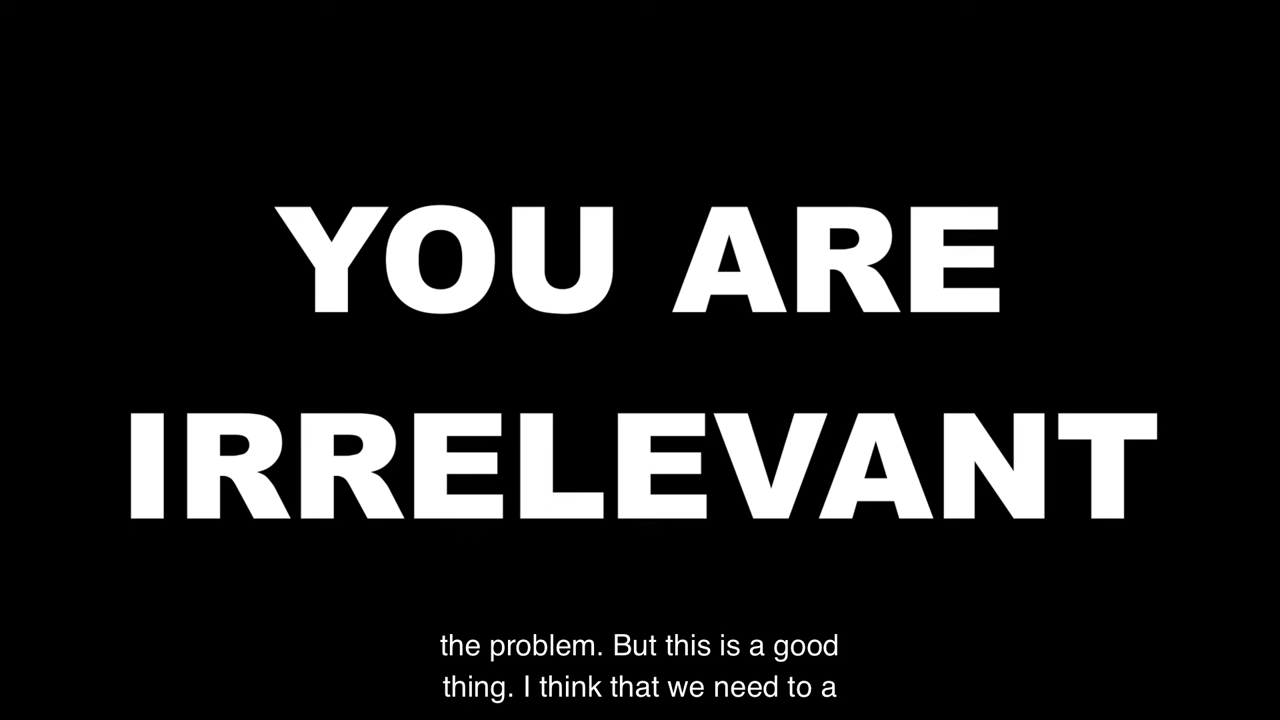 YOU ARE
IRRELEVANT
the problem. But this is a good
thing. I think that we need to a